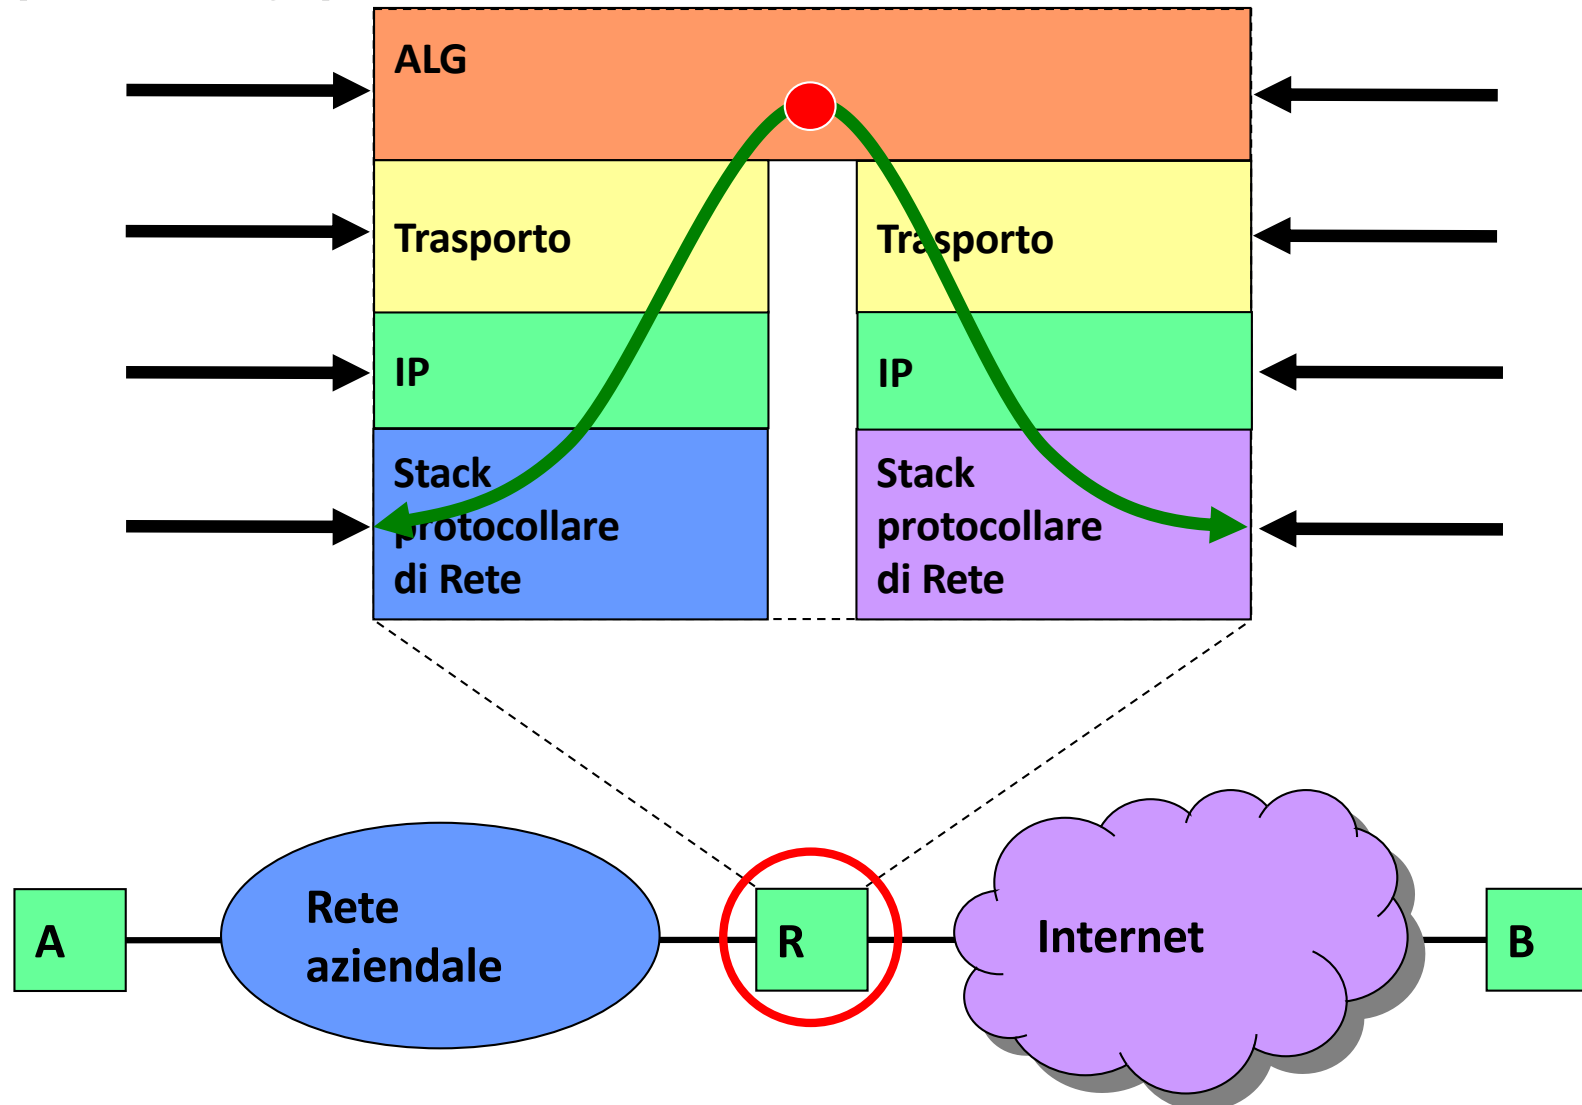 ALG
Trasporto
Trasporto
IP
IP
Stack
protocollare
di Rete
Stack
protocollare
di Rete
A
Rete
aziendale
R
Internet
B